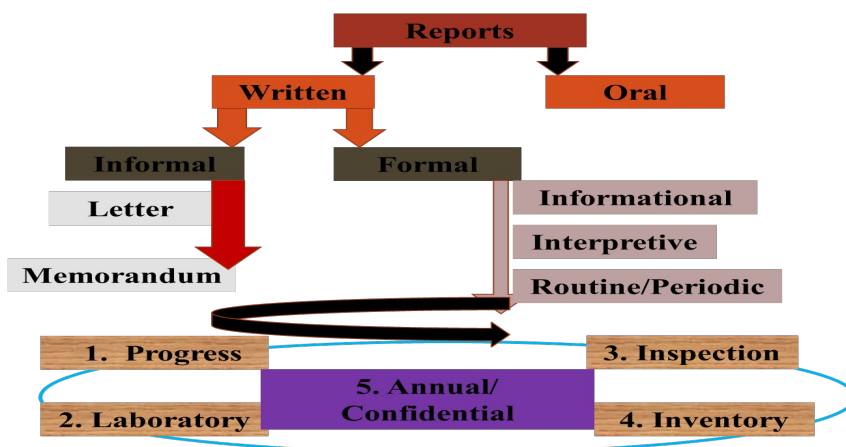 Reports
Written
Oral
Informal
Formal
Letter
Informational
Interpretive
Memorandum
Routine/Periodic
1. Progress
3. Inspection
5. Annual/
Confidential
2. Laboratory
4. Inventory